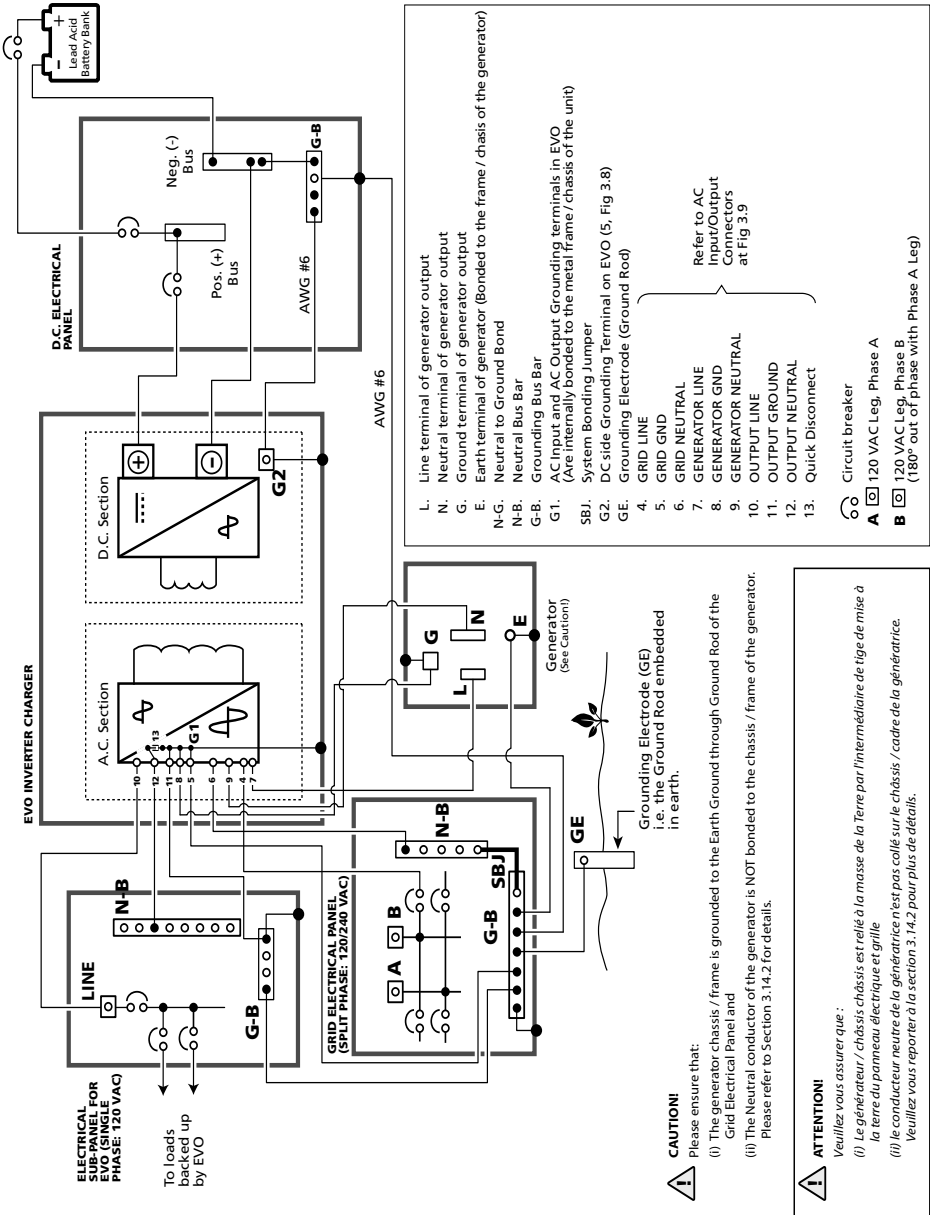 EVO INVERTER CHARGER
A.C. Section
D.C. Section
13
G1
10
12
11
8
5
6
9
4
7
+
−
G2
D.C. ELECTRICAL
PANEL
Pos. (+)
Bus
Neg. (-)
Bus
G-B
AWG #6
AWG #6
+
−
Lead Acid
Battery Bank
ELECTRICAL
SUB-PANEL FOR
EVO (SINGLE
PHASE: 120 VAC)
LINE
N-B
G-B
To loads
backed up
by EVO
GRID ELECTRICAL PANEL
(SPLIT PHASE: 120/240 VAC)
A
B
N-B
SBJ
G-B
L
G
N
E
Generator
(See Caution!)
GE
Grounding Electrode (GE)
i.e. the Ground Rod embedded
in earth.
L. Line terminal of generator output
N. Neutral terminal of generator output
G. Ground terminal of generator output
E. Earth terminal of generator (Bonded to the frame / chasis of the generator)
N-G. Neutral to Ground Bond
N-B. Neutral Bus Bar
G-B. Grounding Bus Bar
G1. AC Input and AC Output Grounding terminals in EVO
(Are internally bonded to the metal frame / chassis of the unit)
SBJ. System Bonding Jumper
G2. DC side Grounding Terminal on EVO (5, Fig 3.8)
GE. Grounding Electrode (Ground Rod)
4. GRID LINE
5. GRID GND
6. GRID NEUTRAL
7. GENERATOR LINE
8. GENERATOR GND
9. GENERATOR NEUTRAL
10. OUTPUT LINE
11. OUTPUT GROUND
12. OUTPUT NEUTRAL
13. Quick Disconnect
Refer to AC
Input/Output
Connectors
at Fig 3.9
Circuit breaker
A 120 VAC Leg, Phase A
B 120 VAC Leg, Phase B
(180° out of phase with Phase A Leg)
CAUTION!
Please ensure that:
(i) The generator chassis / frame is grounded to the Earth Ground through Ground Rod of the
Grid Electrical Panel and
(ii) The Neutral conductor of the generator is NOT bonded to the chassis / frame of the generator.
Please refer to Section 3.14.2 for details.
ATTENTION!
Veuillez vous assurer que :
(i) Le générateur / châssis châssis est relié à la masse de la Terre par l'intermédiaire de tige de mise à
la terre du panneau électrique et grille
(ii) le conducteur neutre de la génératrice n'est pas collé sur le châssis / cadre de la génératrice.
Veuillez vous reporter à la section 3.14.2 pour plus de détails.